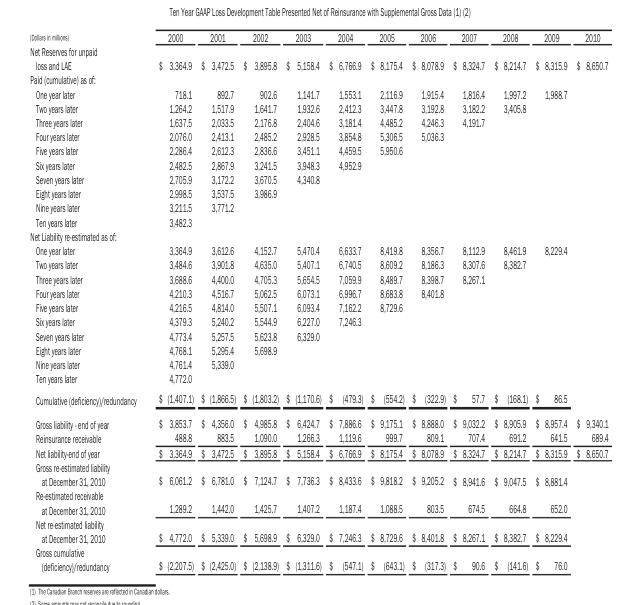 Ten Year GAAP Loss Development Table Presented Net of Reinsurance with Supplemental Gross Data (1) (2)
(Dollars in millions) 2000 2001 2002 2003 2004 2005 2006 2007 2008 2009 2010
Net Reserves for unpaid
loss and LAE $ 3,364.9 $ 3,472.5 $ 3,895.8 $ 5,158.4 $ 6,766.9 $ 8,175.4 $ 8,078.9 $ 8,324.7 $ 8,214.7 $ 8,315.9 $ 8,650.7
Paid (cumulative) as of:
One year later 718.1 892.7 902.6 1,141.7 1,553.1 2,116.9 1,915.4 1,816.4 1,997.2 1,988.7
Two years later 1,264.2 1,517.9 1,641.7 1,932.6 2,412.3 3,447.8 3,192.8 3,182.2 3,405.8
Three years later 1,637.5 2,033.5 2,176.8 2,404.6 3,181.4 4,485.2 4,246.3 4,191.7
Four years later 2,076.0 2,413.1 2,485.2 2,928.5 3,854.8 5,306.5 5,036.3
Five years later 2,286.4 2,612.3 2,836.6 3,451.1 4,459.5 5,950.6
Six years later 2,482.5 2,867.9 3,241.5 3,948.3 4,952.9
Seven years later 2,705.9 3,172.2 3,670.5 4,340.8
Eight years later 2,998.5 3,537.5 3,986.9
Nine years later 3,211.5 3,771.2
Ten years later 3,482.3
Net Liability re-estimated as of:
One year later 3,364.9 3,612.6 4,152.7 5,470.4 6,633.7 8,419.8 8,356.7 8,112.9 8,461.9 8,229.4
Two years later 3,484.6 3,901.8 4,635.0 5,407.1 6,740.5 8,609.2 8,186.3 8,307.6 8,382.7
Three years later 3,688.6 4,400.0 4,705.3 5,654.5 7,059.9 8,489.7 8,398.7 8,267.1
Four years later 4,210.3 4,516.7 5,062.5 6,073.1 6,996.7 8,683.8 8,401.8
Five years later 4,216.5 4,814.0 5,507.1 6,093.4 7,162.2 8,729.6
Six years later 4,379.3 5,240.2 5,544.9 6,227.0 7,246.3
Seven years later 4,773.4 5,257.5 5,623.8 6,329.0
Eight years later 4,768.1 5,295.4 5,698.9
Nine years later 4,761.4 5,339.0
Ten years later 4,772.0
Cumulative (deficiency)/redundancy $ (1,407.1) $ (1,866.5) $ (1,803.2) $ (1,170.6) $ (479.3) $ (554.2) $ (322.9) $ 57.7 $ (168.1) $ 86.5
Gross liability - end of year $ 3,853.7 $ 4,356.0 $ 4,985.8 $ 6,424.7 $ 7,886.6 $ 9,175.1 $ 8,888.0 $ 9,032.2 $ 8,905.9 $ 8,957.4 $ 9,340.1
Reinsurance receivable 488.8 883.5 1,090.0 1,266.3 1,119.6 999.7 809.1 707.4 691.2 641.5 689.4
Net liability-end of year $ 3,364.9 $ 3,472.5 $ 3,895.8 $ 5,158.4 $ 6,766.9 $ 8,175.4 $ 8,078.9 $ 8,324.7 $ 8,214.7 $ 8,315.9 $ 8,650.7
Gross re-estimated liability
at December 31, 2010 $ 6,061.2 $ 6,781.0 $ 7,124.7 $ 7,736.3 $ 8,433.6 $ 9,818.2 $ 9,205.2 $ 8,941.6 $ 9,047.5 $ 8,881.4
Re-estimated receivable
at December 31, 2010 1,289.2 1,442.0 1,425.7 1,407.2 1,187.4 1,088.5 803.5 674.5 664.8 652.0
Net re-estimated liability
at December 31, 2010 $ 4,772.0 $ 5,339.0 $ 5,698.9 $ 6,329.0 $ 7,246.3 $ 8,729.6 $ 8,401.8 $ 8,267.1 $ 8,382.7 $ 8,229.4
Gross cumulative
(deficiency)/redundancy $ (2,207.5) $ (2,425.0) $ (2,138.9) $ (1,311.6) $ (547.1) $ (643.1) $ (317.3) $ 90.6 $ (141.6) $ 76.0
(1) The Canadian Branch reserves are reflected in Canadian dollars.
(2) Some amounts may not reconcile due to rounding.